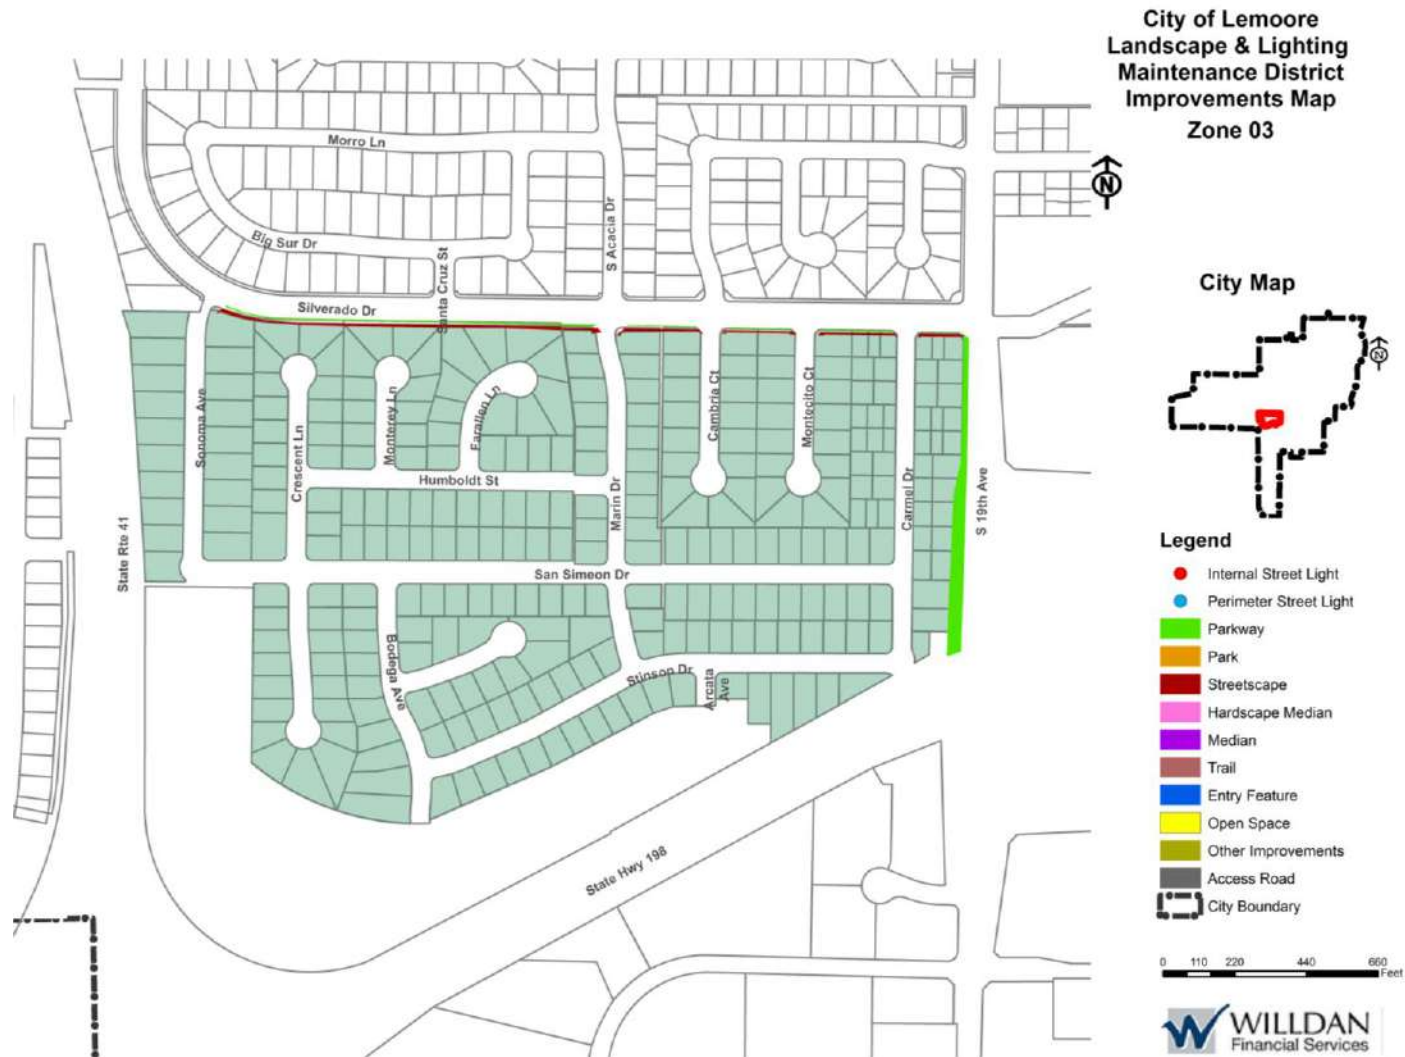 City of Lemoore
Landscape & Lighting
Maintenance District
Improvements Map
Zone 03
N
Morro Ln
Big Sur Dr
Santa Cruz St
S Acacia Dr
Silverado Dr
Sonoma Ave
Crescent Ln
Monterey Ln
Farallen Ln
Cambria Ct
Montecito Ct
Humboldt St
Marin Dr
Carmel Dr
S 19th Ave
State Rte 41
San Simeon Dr
Bodega Ave
Stinson Dr
Arcata
Ave
State Hwy 198
City Map
N
Legend
Internal Street Light
Perimeter Street Light
Parkway
Park
Streetscape
Hardscape Median
Median
Trail
Entry Feature
Open Space
Other Improvements
Access Road
City Boundary
0 110 220 440 660
Feet
W WILLDAN
Financial Services